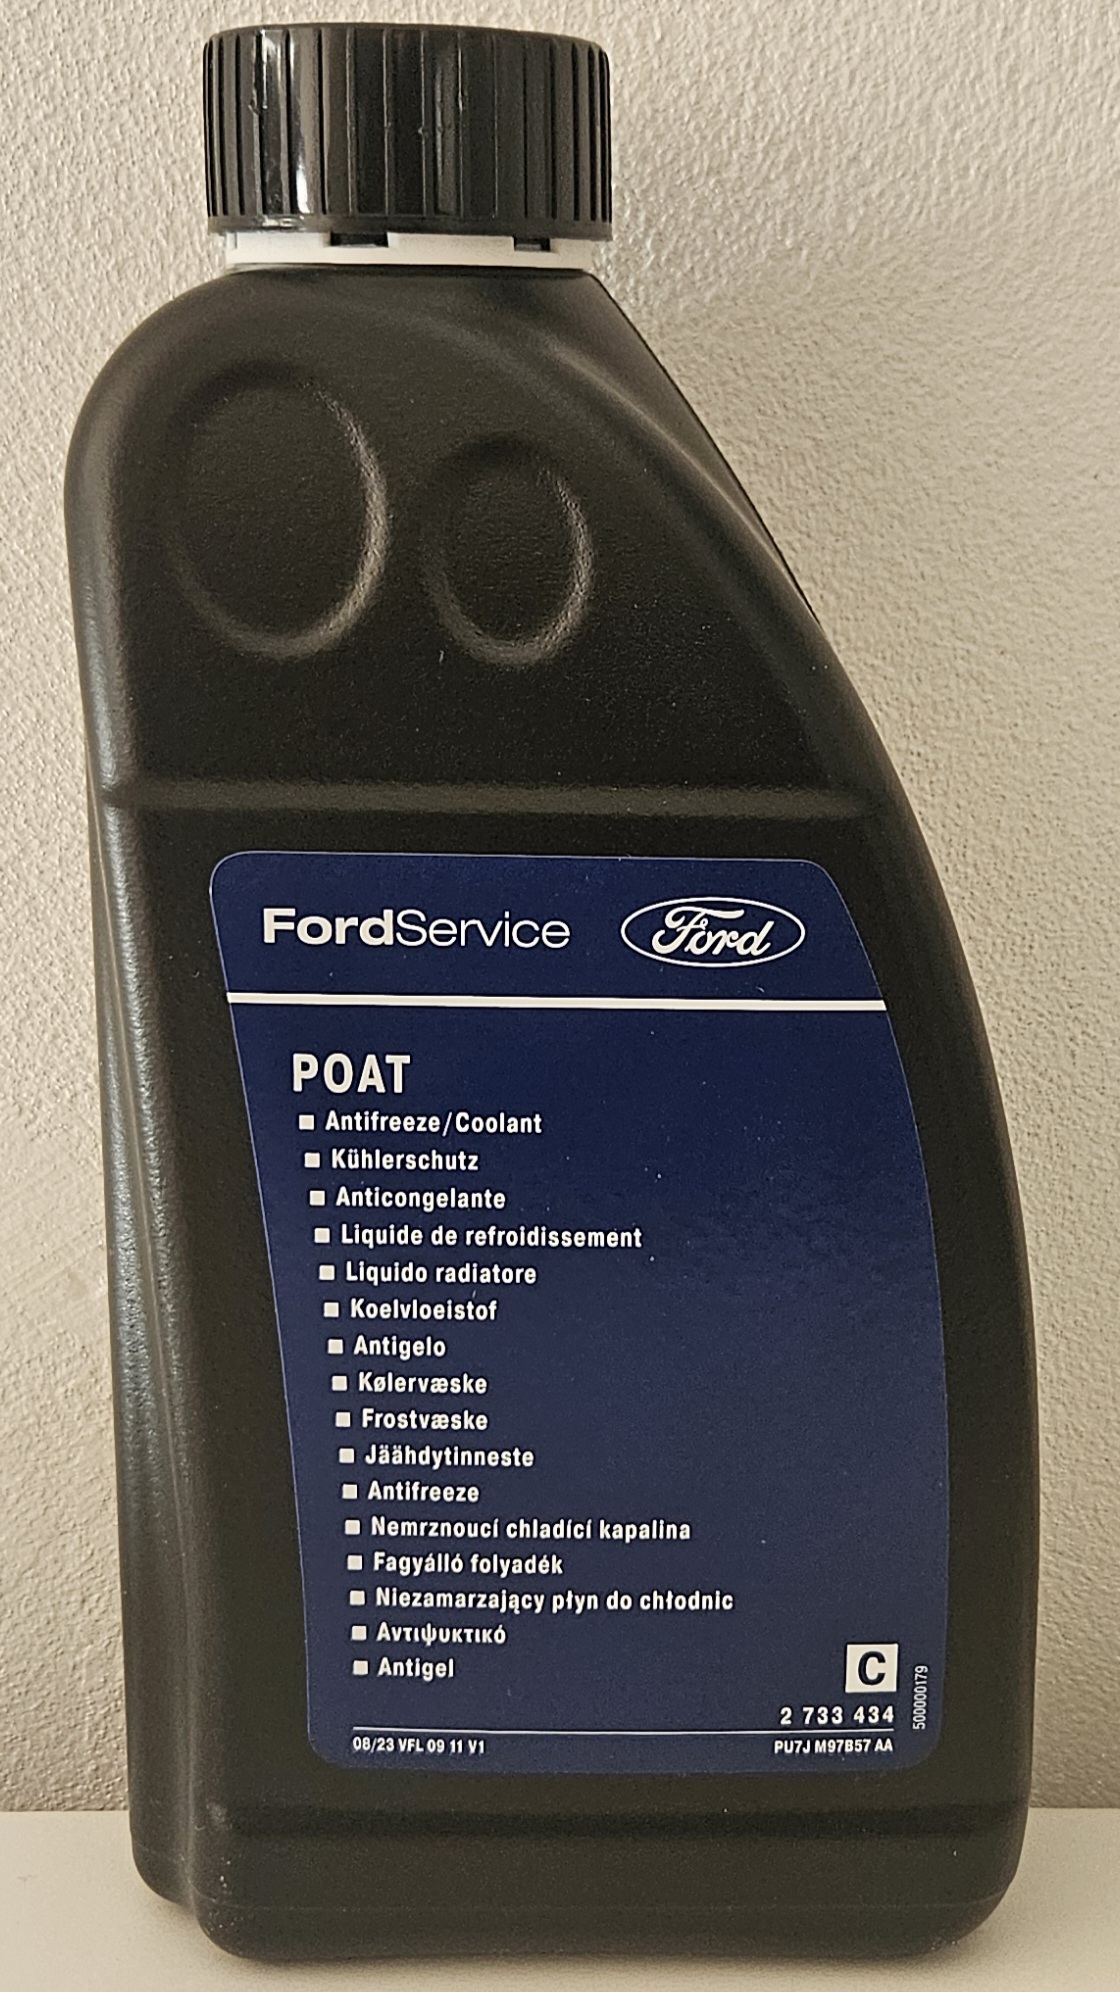 FordService Ford
POAT
■ Antifreeze/Coolant
■ Kühlerschutz
■ Anticongelante
■ Liquide de refroidissement
■ Liquido radiatore
■ Koelvloeistof
■ Antigelo
■ Kølervæske
■ Frostvæske
■ Jäähdytinneste
■ Antifreeze
■ Nemrznoucí chladící kapalina
■ Fagyálló folyadék
■ Niezamarzający płyn do chłodnic
■ Αντιψυκτικό
■ Antigel
C
2 733 434
500000179
08/23 VFL 09 11 V1
PU7J M97B57 AA